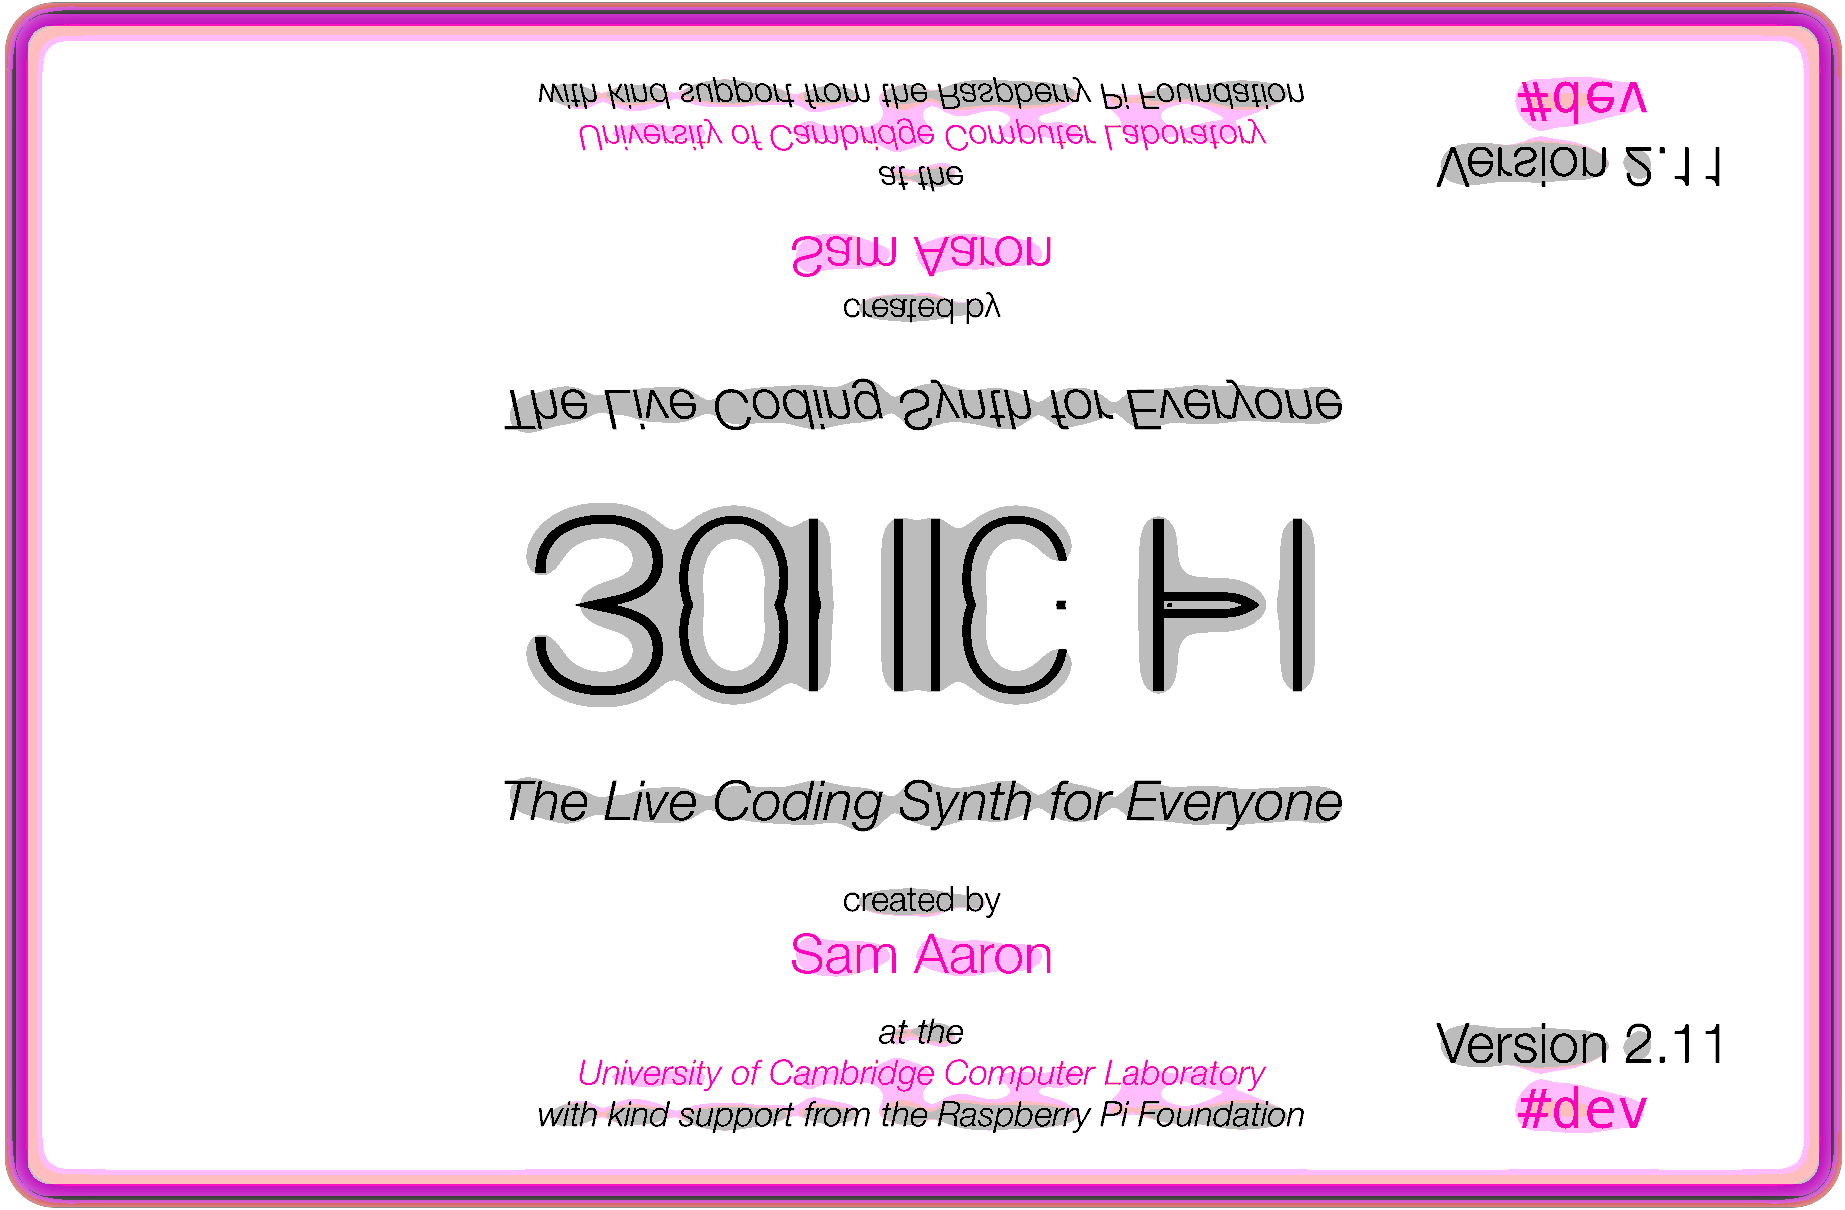 with kind support from the Raspberry Pi Foundation
University of Cambridge Computer Laboratory
at the
Sam Aaron
created by
The Live Coding Synth for Everyone
#dev
Version 2.11
The Live Coding Synth for Everyone
created by
Sam Aaron
at the
University of Cambridge Computer Laboratory
with kind support from the Raspberry Pi Foundation
Version 2.11
#dev